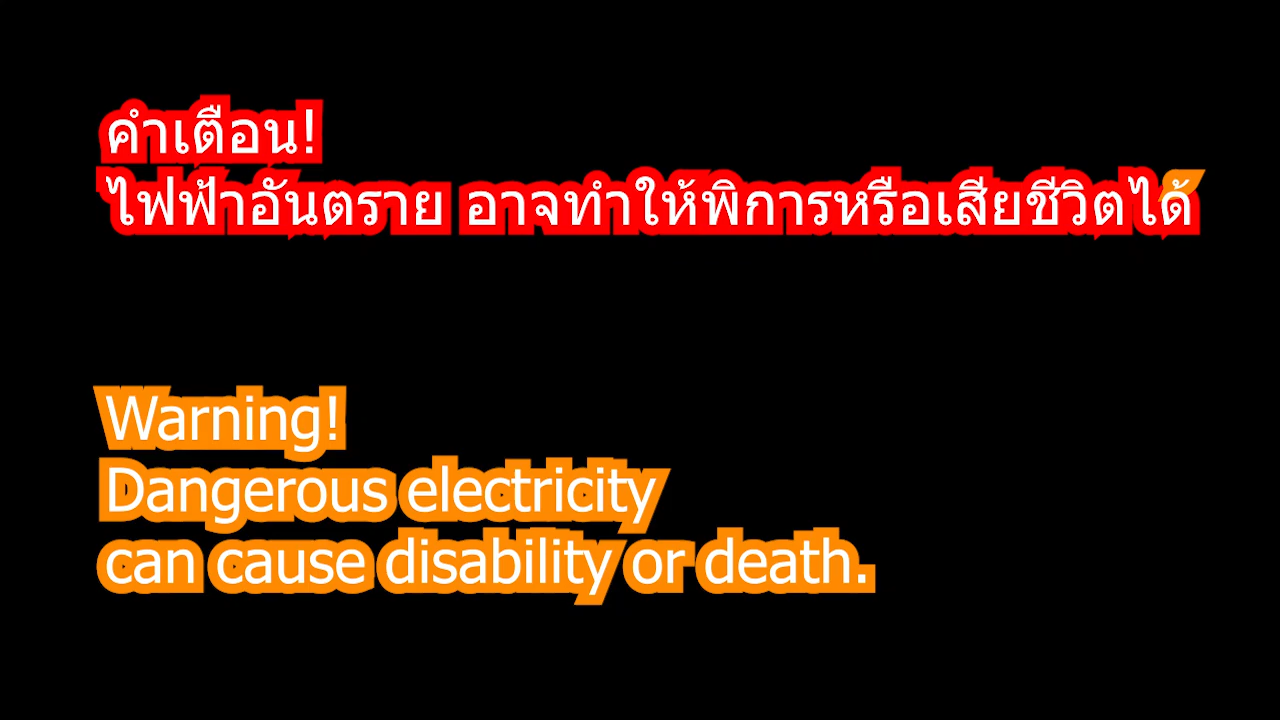 คำเตือน!
ไฟฟ้าอันตราย อาจทำให้พิการหรือเสียชีวิตได้
Warning!
Dangerous electricity
can cause disability or death.